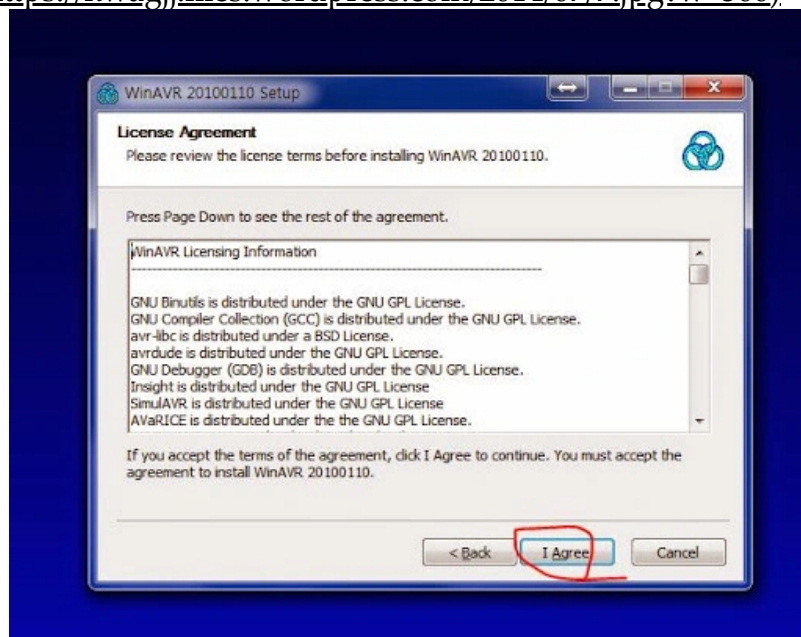 WinAVR 20100110 Setup
License Agreement
Please review the license terms before installing WinAVR 20100110.
Press Page Down to see the rest of the agreement.
WinAVR Licensing Information
--------------------------------------------------------------------------------
GNU Binutils is distributed under the GNU GPL License.
GNU Compiler Collection (GCC) is distributed under the GNU GPL License.
avr-libc is distributed under a BSD License.
avrdude is distributed under the GNU GPL License.
GNU Debugger (GDB) is distributed under the GNU GPL License.
Insight is distributed under the GNU GPL License
SimulAVR is distributed under the GNU GPL License
AVaRICE is distributed under the the GNU GPL License.
If you accept the terms of the agreement, click I Agree to continue. You must accept the
agreement to install WinAVR 20100110.
< Back I Agree Cancel